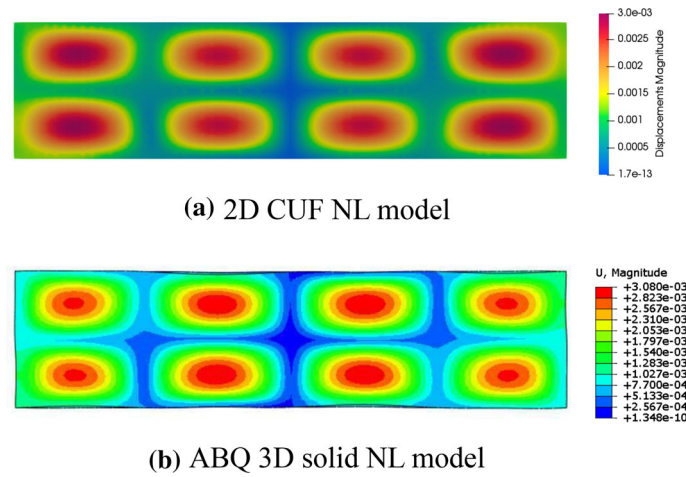 3.0e-03
0.0025
0.002
0.0015
0.001
0.0005
1.7e-13
Displacements Magnitude
(a) 2D CUF NL model
U, Magnitude
+3.080e-03
+2.823e-03
+2.567e-03
+2.310e-03
+2.053e-03
+1.797e-03
+1.540e-03
+1.283e-03
+1.027e-03
+7.700e-04
+5.133e-04
+2.567e-04
+1.348e-10
(b) ABQ 3D solid NL model